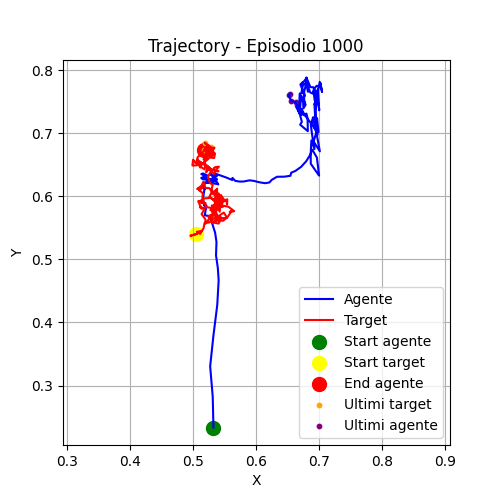 Trajectory - Episodio 1000
0.8
0.7
0.6
0.5
0.4
0.3
Y
0.3 0.4 0.5 0.6 0.7 0.8 0.9
X
Agente
Target
Start agente
Start target
End agente
Ultimi target
Ultimi agente